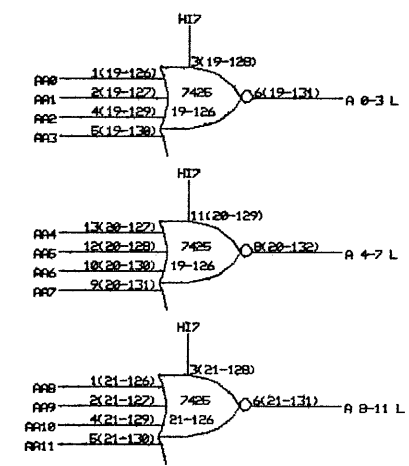 HI7
3(19-128)
AA0 1(19-126)
AA1 2(19-127) 7425 6(19-131) A 0-3 L
AA2 4(19-129) 19-126
AA3 5(19-130)
HI7
11(20-129)
AA4 13(20-127)
AA5 12(20-128) 7425 8(20-132) A 4-7 L
AA6 10(20-130) 19-126
AA7 9(20-131)
HI7
3(21-128)
AA8 1(21-126)
AA9 2(21-127) 7425 6(21-131) A 8-11 L
AA10 4(21-129) 21-126
AA11 5(21-130)